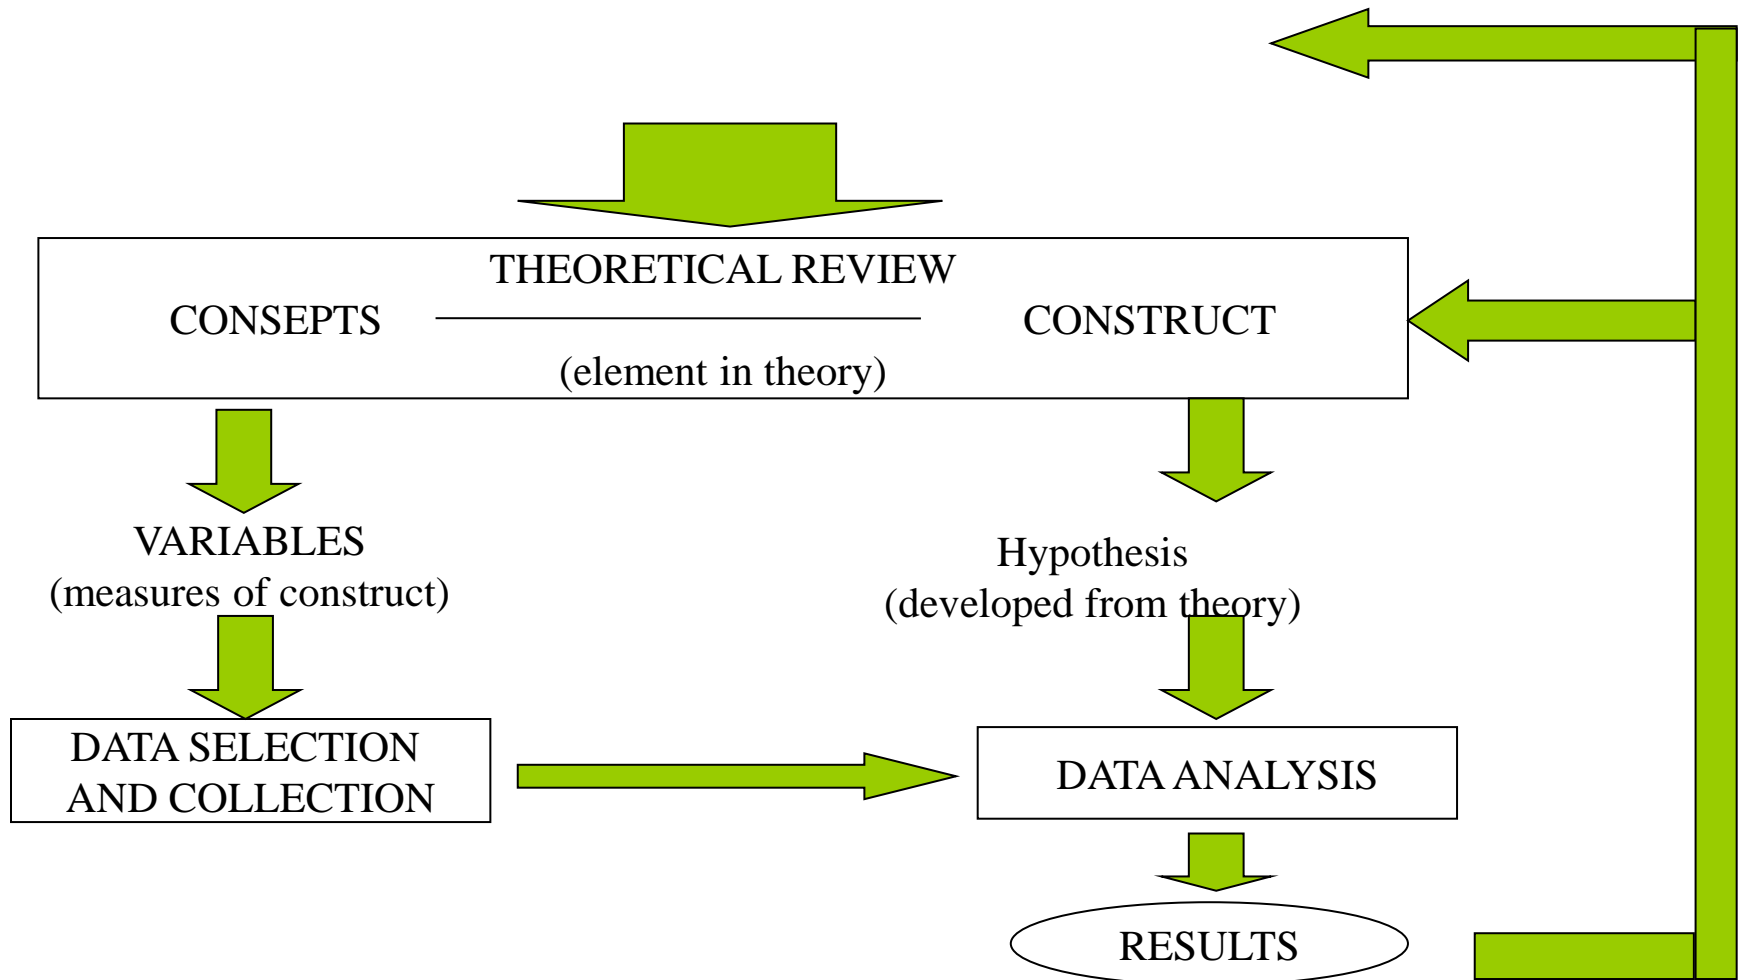 THEORETICAL REVIEW
CONSEPTS
CONSTRUCT
(element in theory)
VARIABLES
(measures of construct)
Hypothesis
(developed from theory)
DATA SELECTION
AND COLLECTION
DATA ANALYSIS
RESULTS